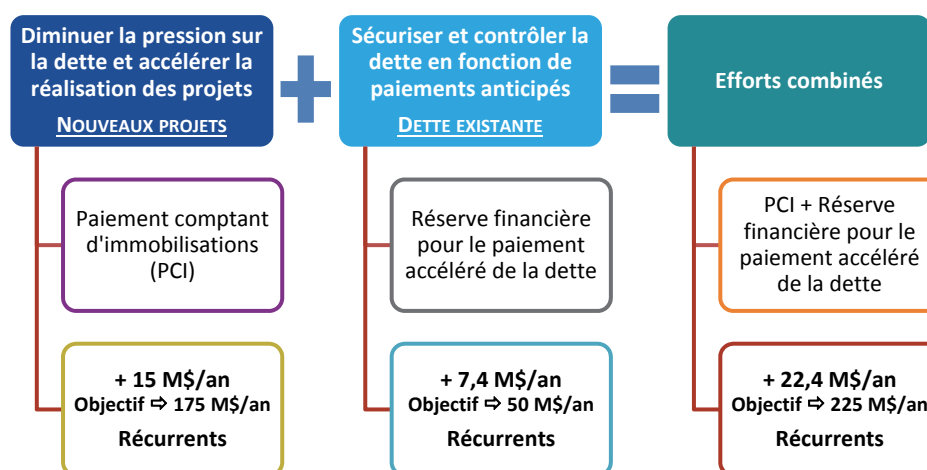 Diminuer la pression sur
la dette et accélérer la
réalisation des projets
NOUVEAUX PROJETS
+
Sécuriser et contrôler la
dette en fonction de
paiements anticipés
DETTE EXISTANTE
=
Efforts combinés
Paiement comptant
d'immobilisations
(PCI)
Réserve financière
pour le paiement
accéléré de la dette
PCI + Réserve
financière pour le
paiement accéléré
de la dette
+ 15 M$/an
Objectif ⇨ 175 M$/an
Récurrents
+ 7,4 M$/an
Objectif ⇨ 50 M$/an
Récurrents
+ 22,4 M$/an
Objectif ⇨ 225 M$/an
Récurrents